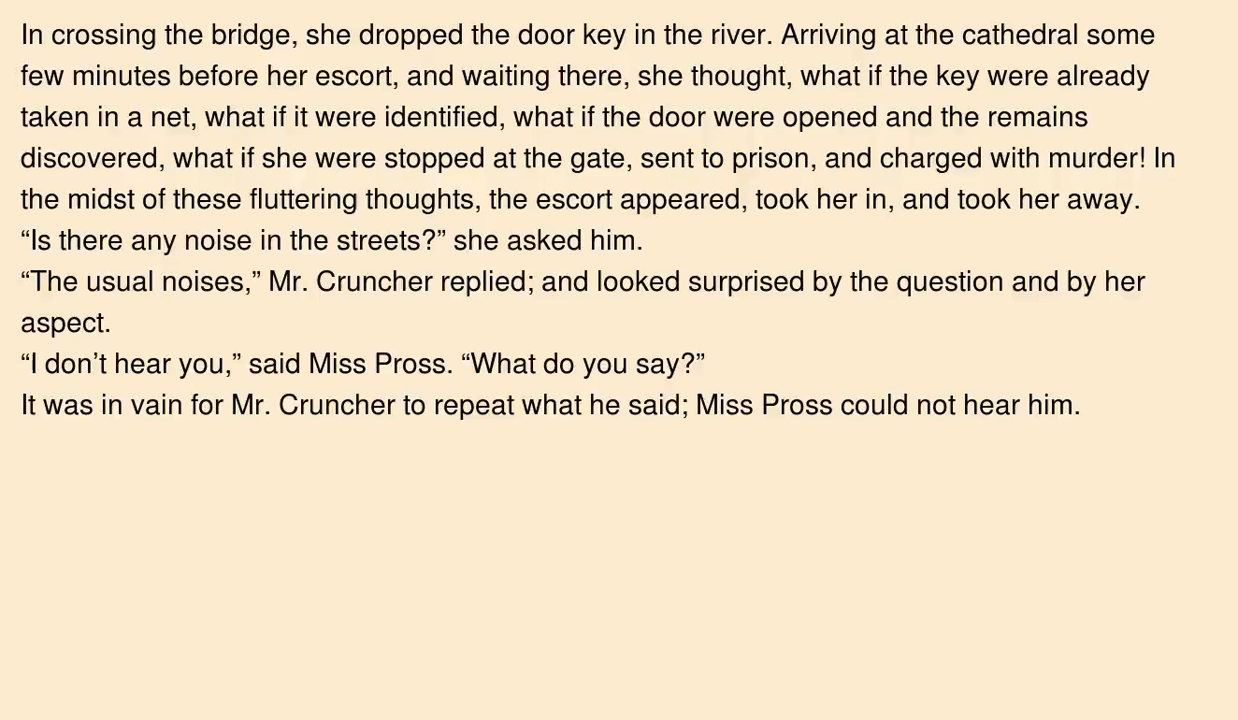 In crossing the bridge, she dropped the door key in the river. Arriving at the cathedral some
few minutes before her escort, and waiting there, she thought, what if the key were already
taken in a net, what if it were identified, what if the door were opened and the remains
discovered, what if she were stopped at the gate, sent to prison, and charged with murder! In
the midst of these fluttering thoughts, the escort appeared, took her in, and took her away.
“Is there any noise in the streets?” she asked him.
“The usual noises,” Mr. Cruncher replied; and looked surprised by the question and by her
aspect.
“I don’t hear you,” said Miss Pross. “What do you say?”
It was in vain for Mr. Cruncher to repeat what he said; Miss Pross could not hear him.